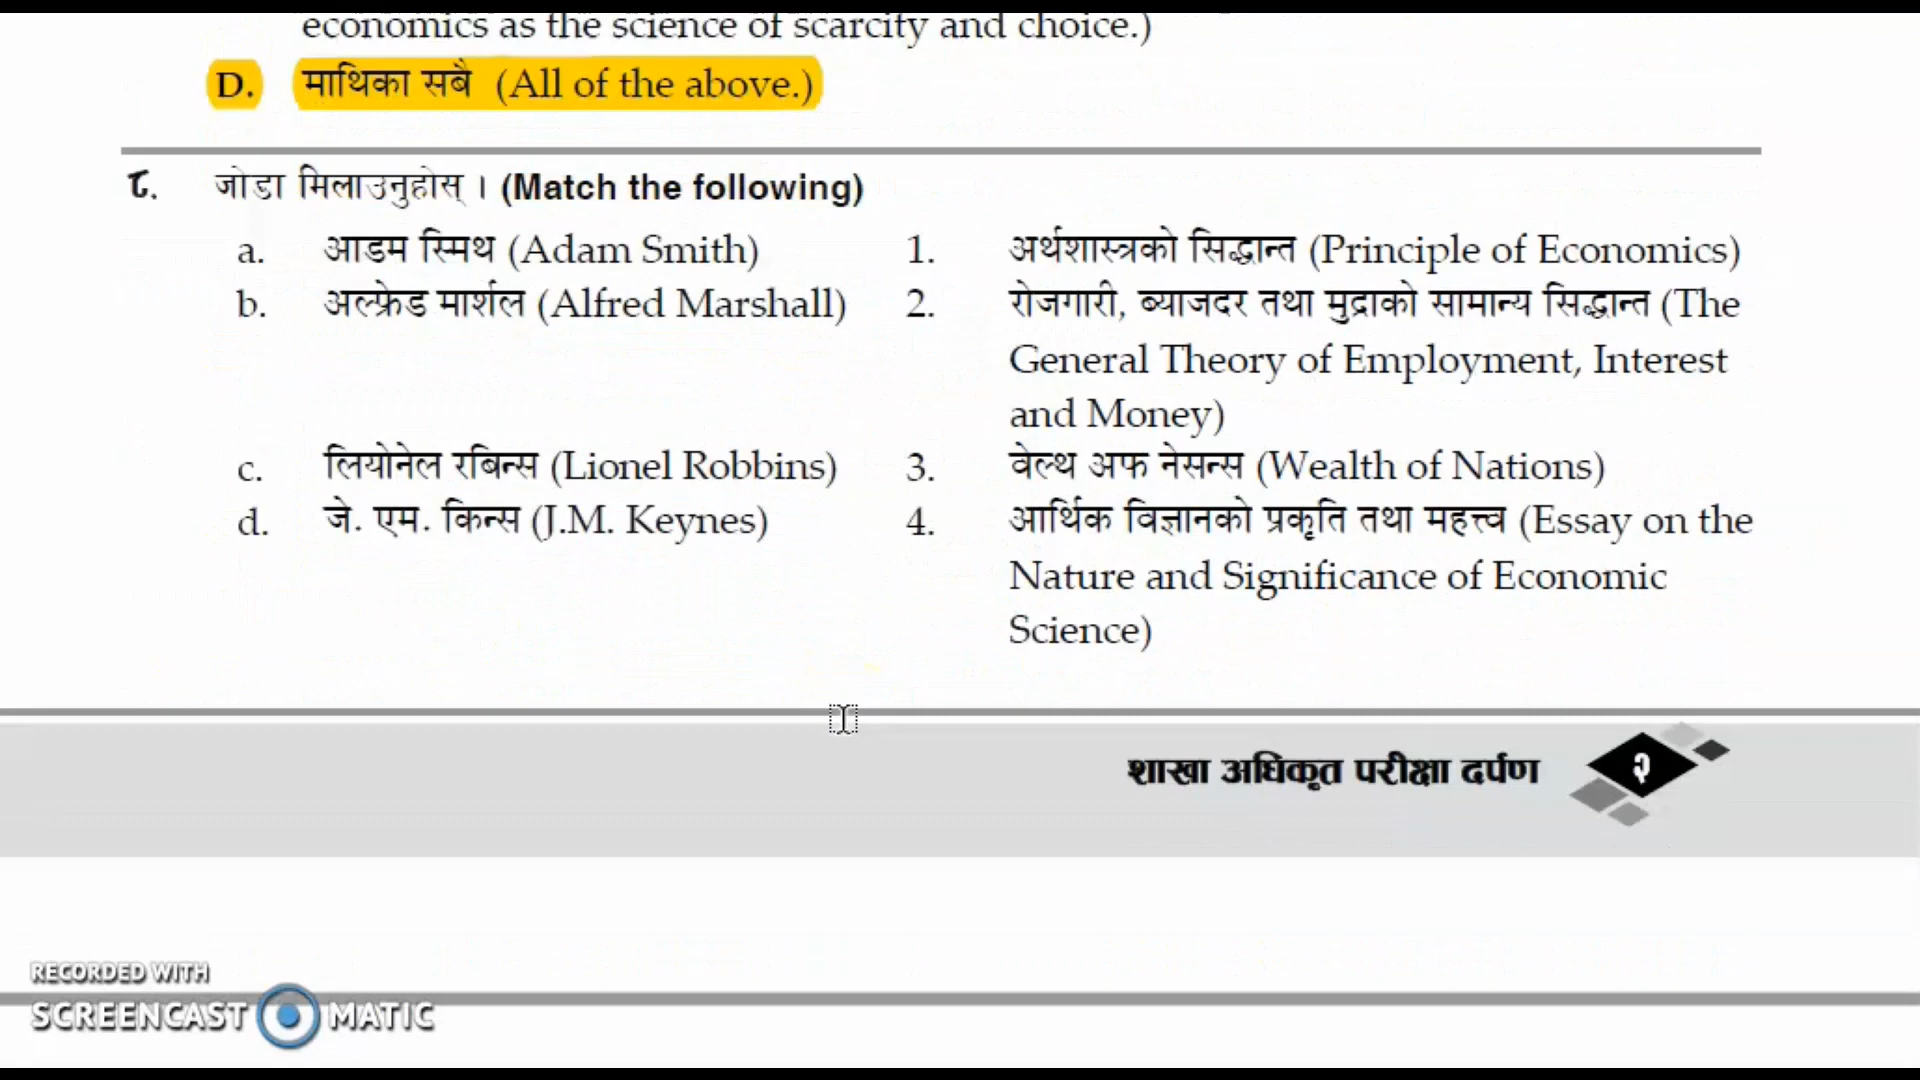 economics as the science of scarcity and choice.)
D. माथिका सबै (All of the above.)
८. जोडा मिलाउनुहोस् । (Match the following)
a. आडम स्मिथ (Adam Smith) 1. अर्थशास्त्रको सिद्धान्त (Principle of Economics)
b. अल्फ्रेड मार्शल (Alfred Marshall) 2. रोजगारी, ब्याजदर तथा मुद्राको सामान्य सिद्धान्त (The
General Theory of Employment, Interest
and Money)
c. लियोनेल रबिन्स (Lionel Robbins) 3. वेल्थ अफ नेसन्स (Wealth of Nations)
d. जे. एम. किन्स (J.M. Keynes) 4. आर्थिक विज्ञानको प्रकृति तथा महत्त्व (Essay on the
Nature and Significance of Economic
Science)
शाखा अधिकृत परीक्षा दर्पण २
RECORDED WITH
SCREENCAST MATIC